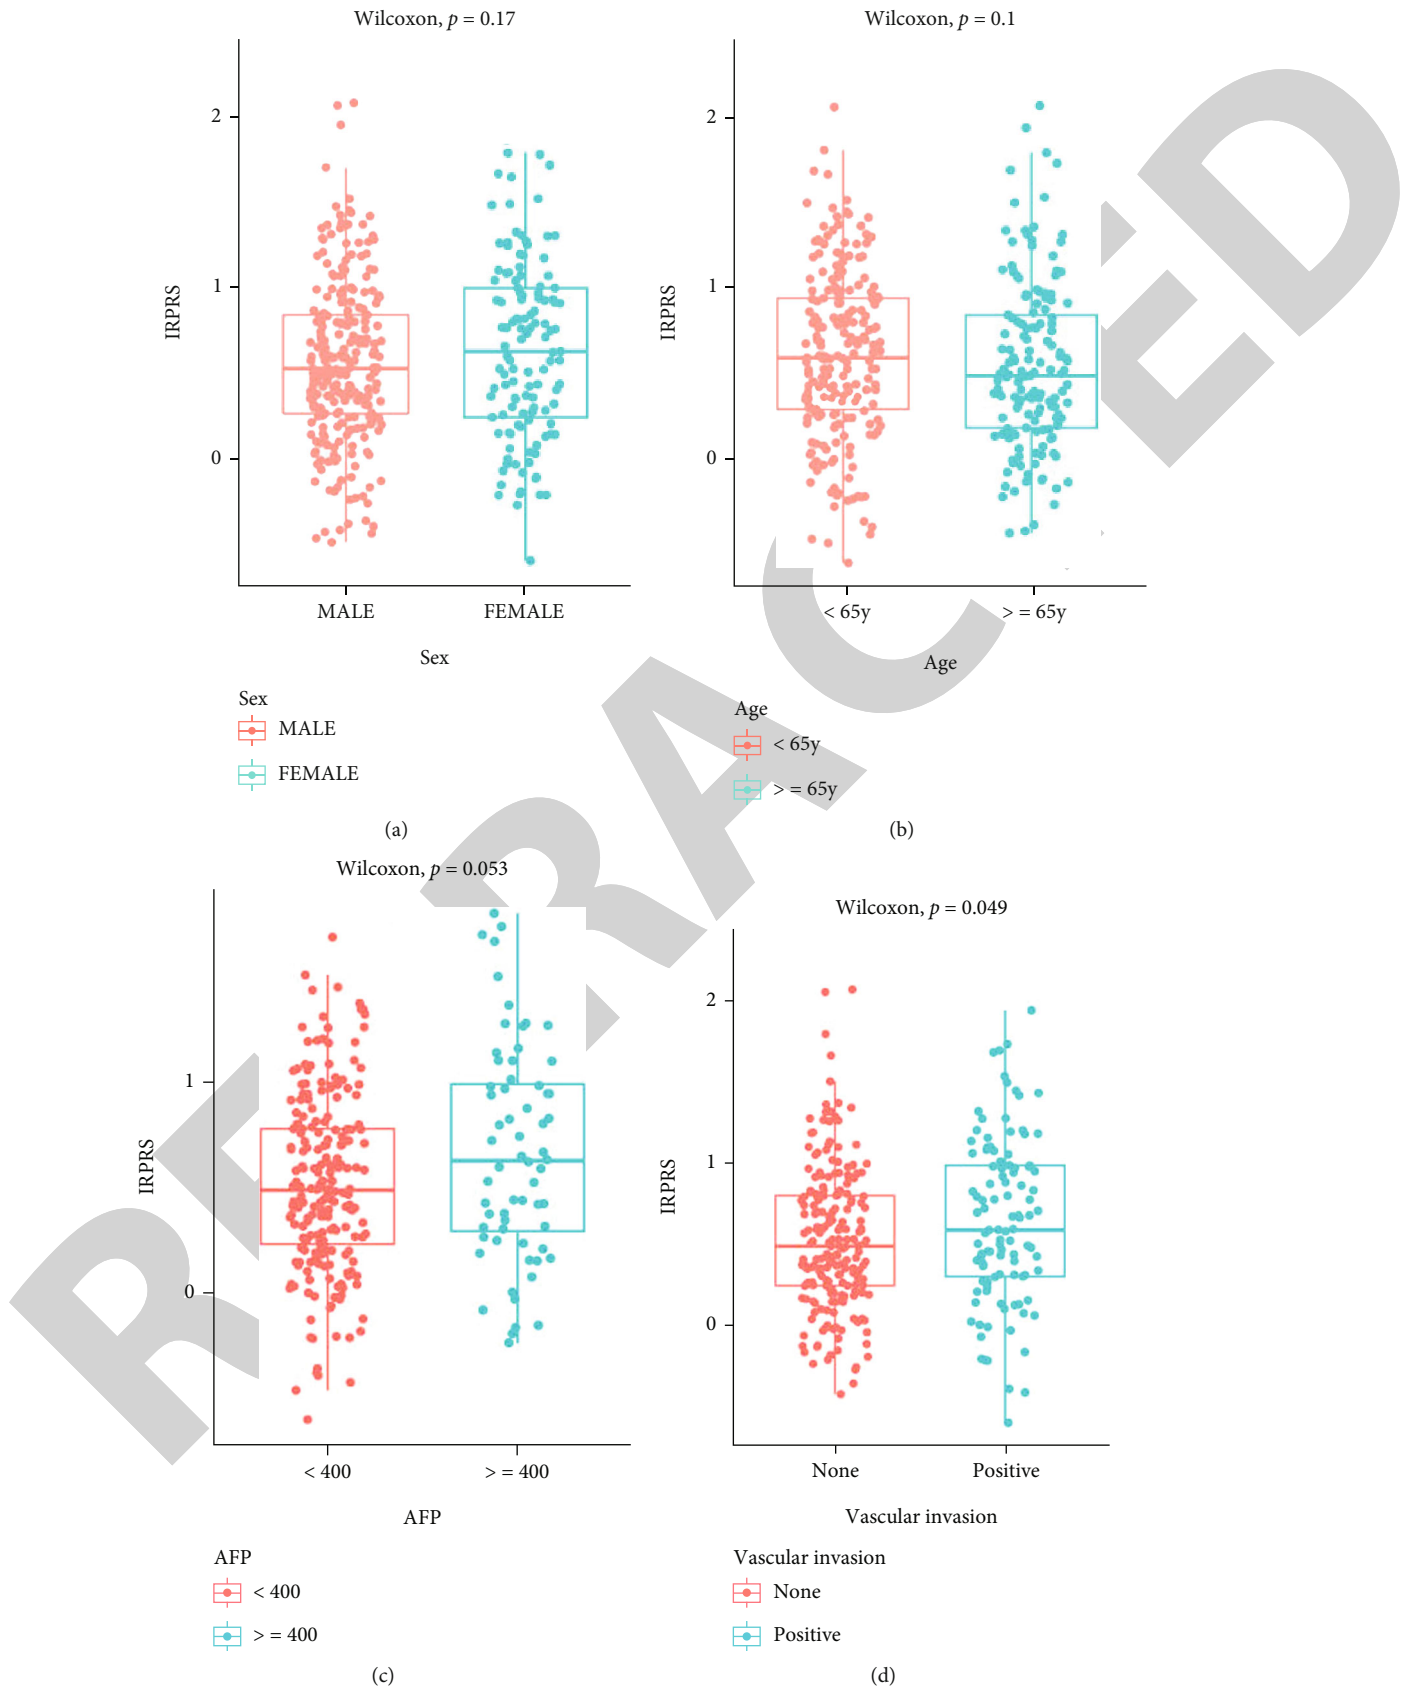 Wilcoxon, p = 0.17
2
1
0
IRPRS
MALE
FEMALE
Sex
Sex
MALE
FEMALE
(a)
Wilcoxon, p = 0.1
2
1
0
IRPRS
< 65y
> = 65y
Age
Age
< 65y
> = 65y
(b)
Wilcoxon, p = 0.053
1
0
IRPRS
< 400
> = 400
AFP
AFP
< 400
> = 400
(c)
Wilcoxon, p = 0.049
2
1
0
IRPRS
None
Positive
Vascular invasion
Vascular invasion
None
Positive
(d)